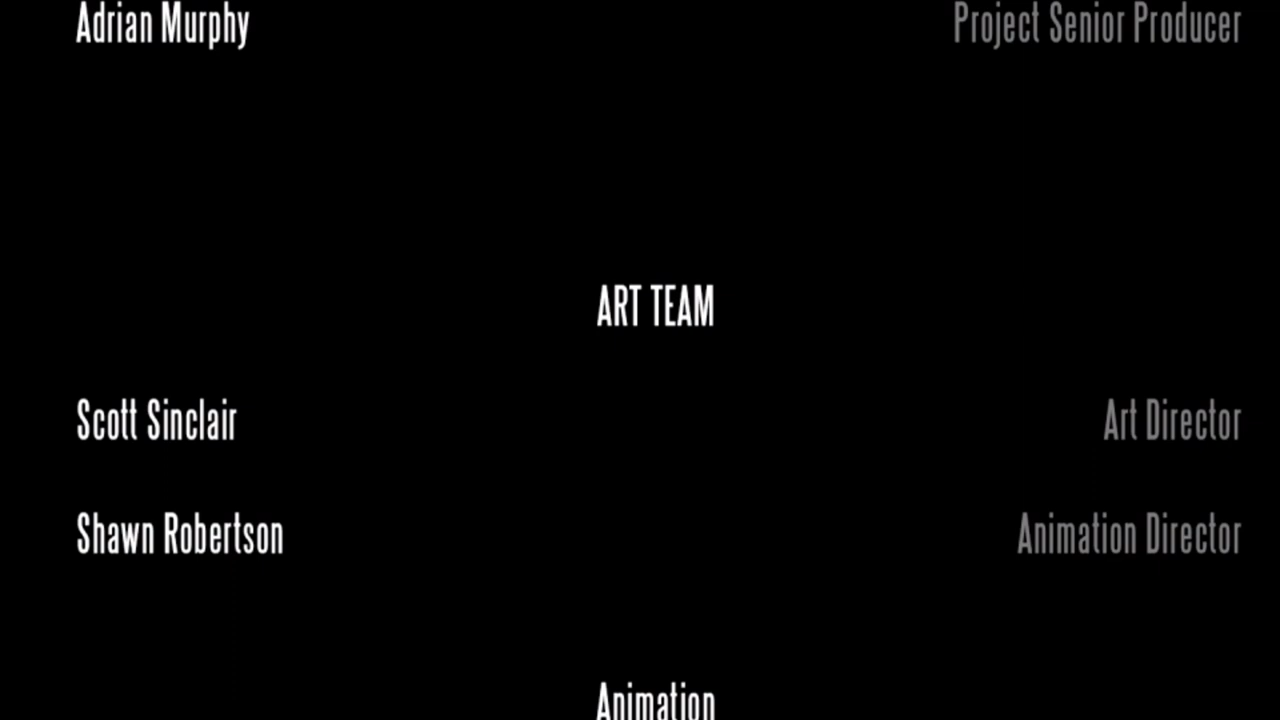 Adrian Murphy Project Senior Producer
ART TEAM
Scott Sinclair Art Director
Shawn Robertson Animation Director
Animation